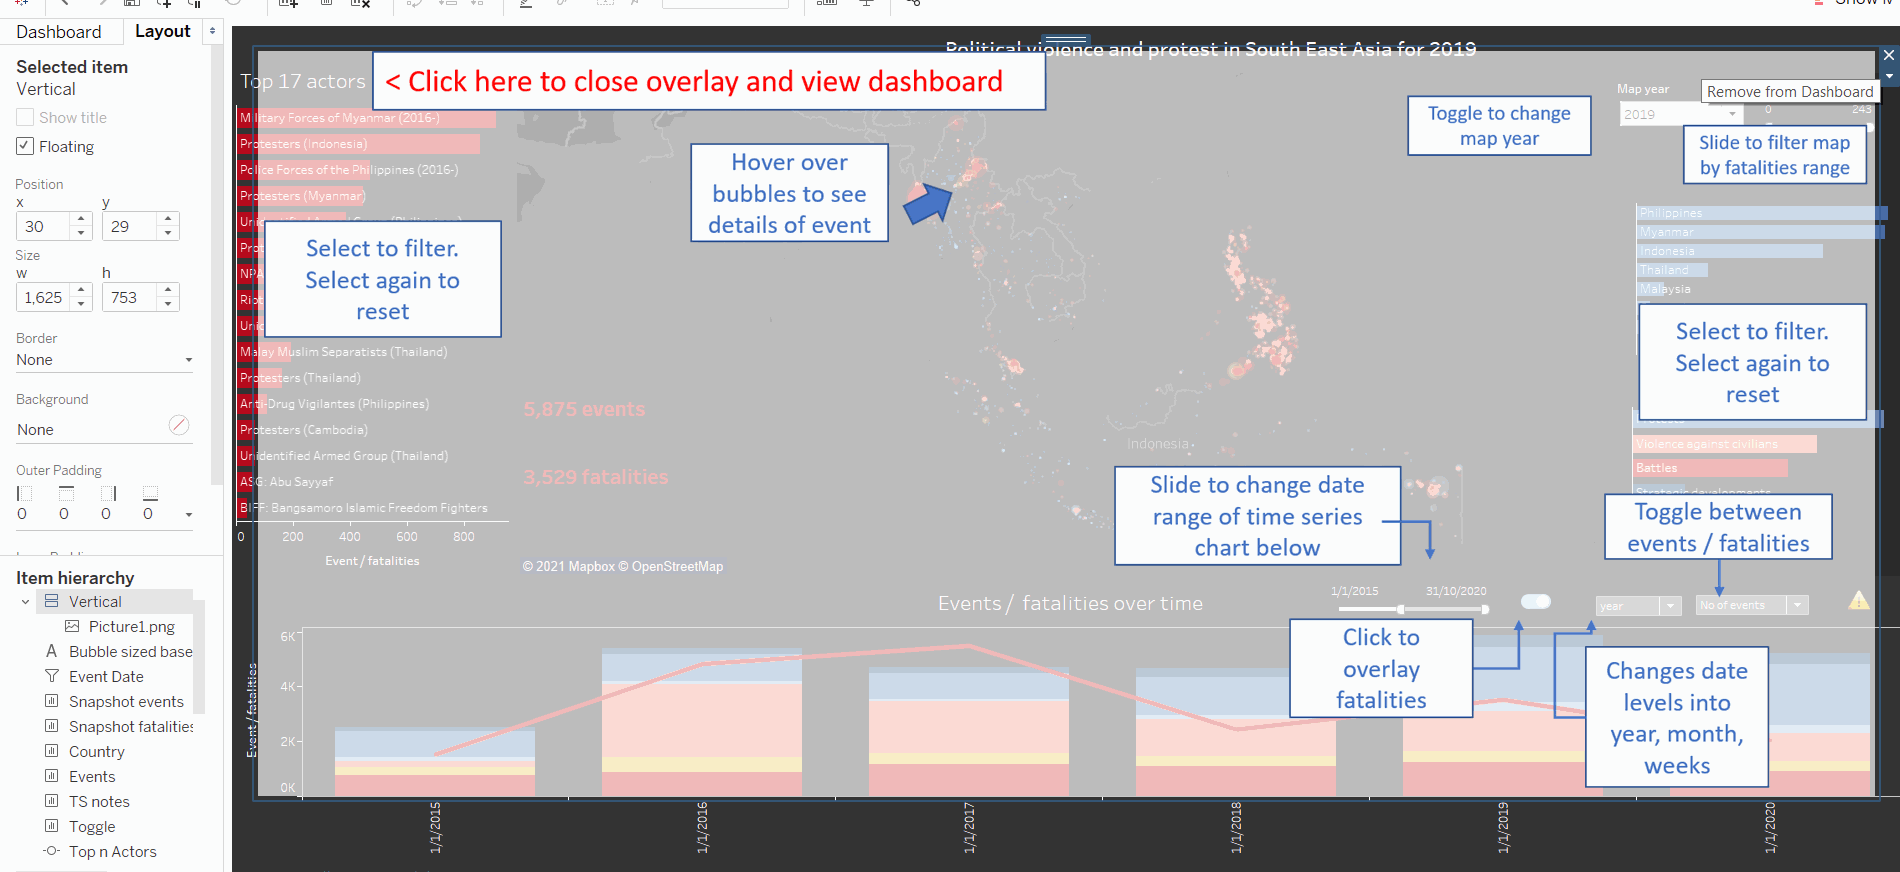 Show M
Dashboard
Layout
Selected item
Vertical
Show title
Floating
Position
x
y
30
29
Size
w
h
1,625
753
Border
None
Background
None
Outer Padding
0
0
0
0
Item hierarchy
Vertical
Picture1.png
Bubble sized base
Event Date
Snapshot events
Snapshot fatalities
Country
Events
TS notes
Toggle
Top n Actors
Political violence and protest in South East Asia for 2019
Top 17 actors
< Click here to close overlay and view dashboard
Remove from Dashboard
Map year
2019
0
243
Toggle to change
map year
Slide to filter map
by fatalities range
Military Forces of Myanmar (2016-)
Protesters (Indonesia)
Police Forces of the Philippines (2016-)
Protesters (Myanmar)
Prot
NPA
Riot
Malay Muslim Separatists (Thailand)
Protesters (Thailand)
Anti-Drug Vigilantes (Philippines)
Protesters (Cambodia)
Unidentified Armed Group (Thailand)
ASG: Abu Sayyaf
BIFF: Bangsamoro Islamic Freedom Fighters
0
200
400
600
800
Event / fatalities
Select to filter.
Select again to
reset
Hover over
bubbles to see
details of event
5,875 events
3,529 fatalities
© 2021 Mapbox © OpenStreetMap
Indonesia
Philippines
Myanmar
Indonesia
Thailand
Malaysia
Select to filter.
Select again to
reset
Protests
Violence against civilians
Battles
Strategic developments
Slide to change date
range of time series
chart below
Toggle between
events / fatalities
Events / fatalities over time
1/1/2015
31/10/2020
year
No of events
Click to
overlay
fatalities
Changes date
levels into
year, month,
weeks
Event / fatalities
6K
4K
2K
0K
1/1/2015
1/1/2016
1/1/2017
1/1/2018
1/1/2019
1/1/2020